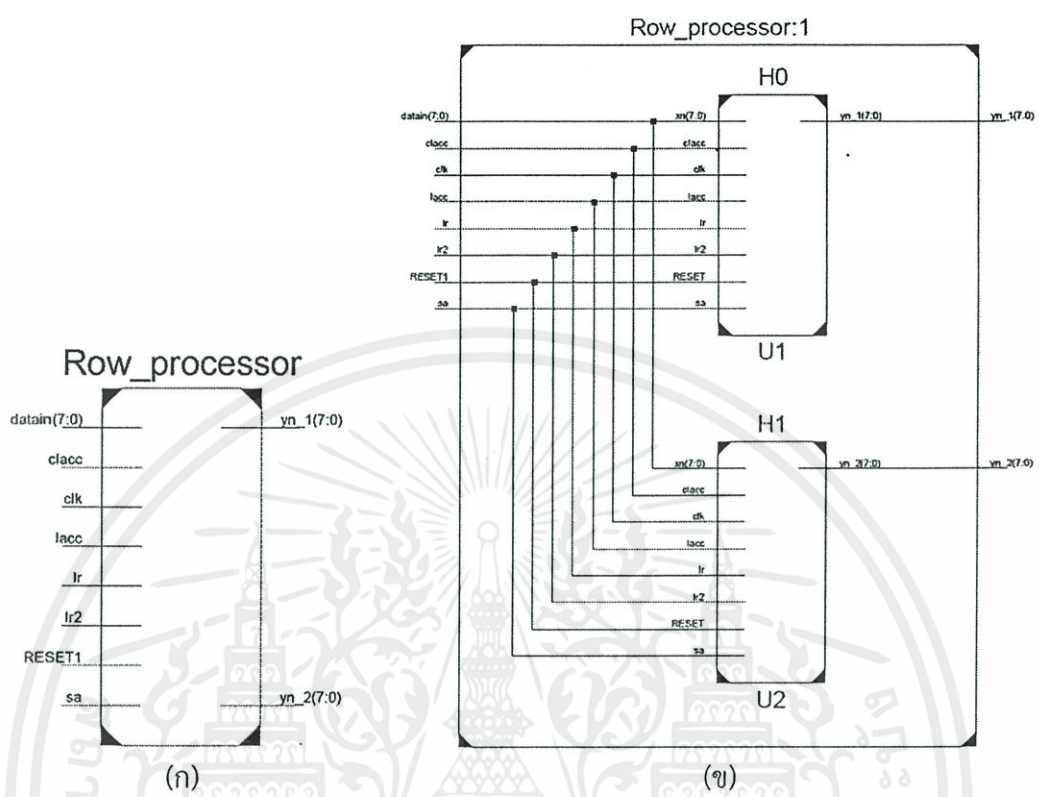 Row_processor:1
H0
datain(7:0)
xn(7:0)
yn_1(7:0)
yn_1(7:0)
clacc
clacc
clk
clk
lacc
lacc
lr
lr
lr2
lr2
RESET1
RESET
sa
sa
U1
H1
xn(7:0)
yn_2(7:0)
yn_2(7:0)
clacc
clk
lacc
lr
lr2
RESET
sa
U2
Row_processor
datain(7:0)
yn_1(7:0)
clacc
clk
lacc
lr
lr2
RESET1
sa
yn_2(7:0)
(ก)
(ข)